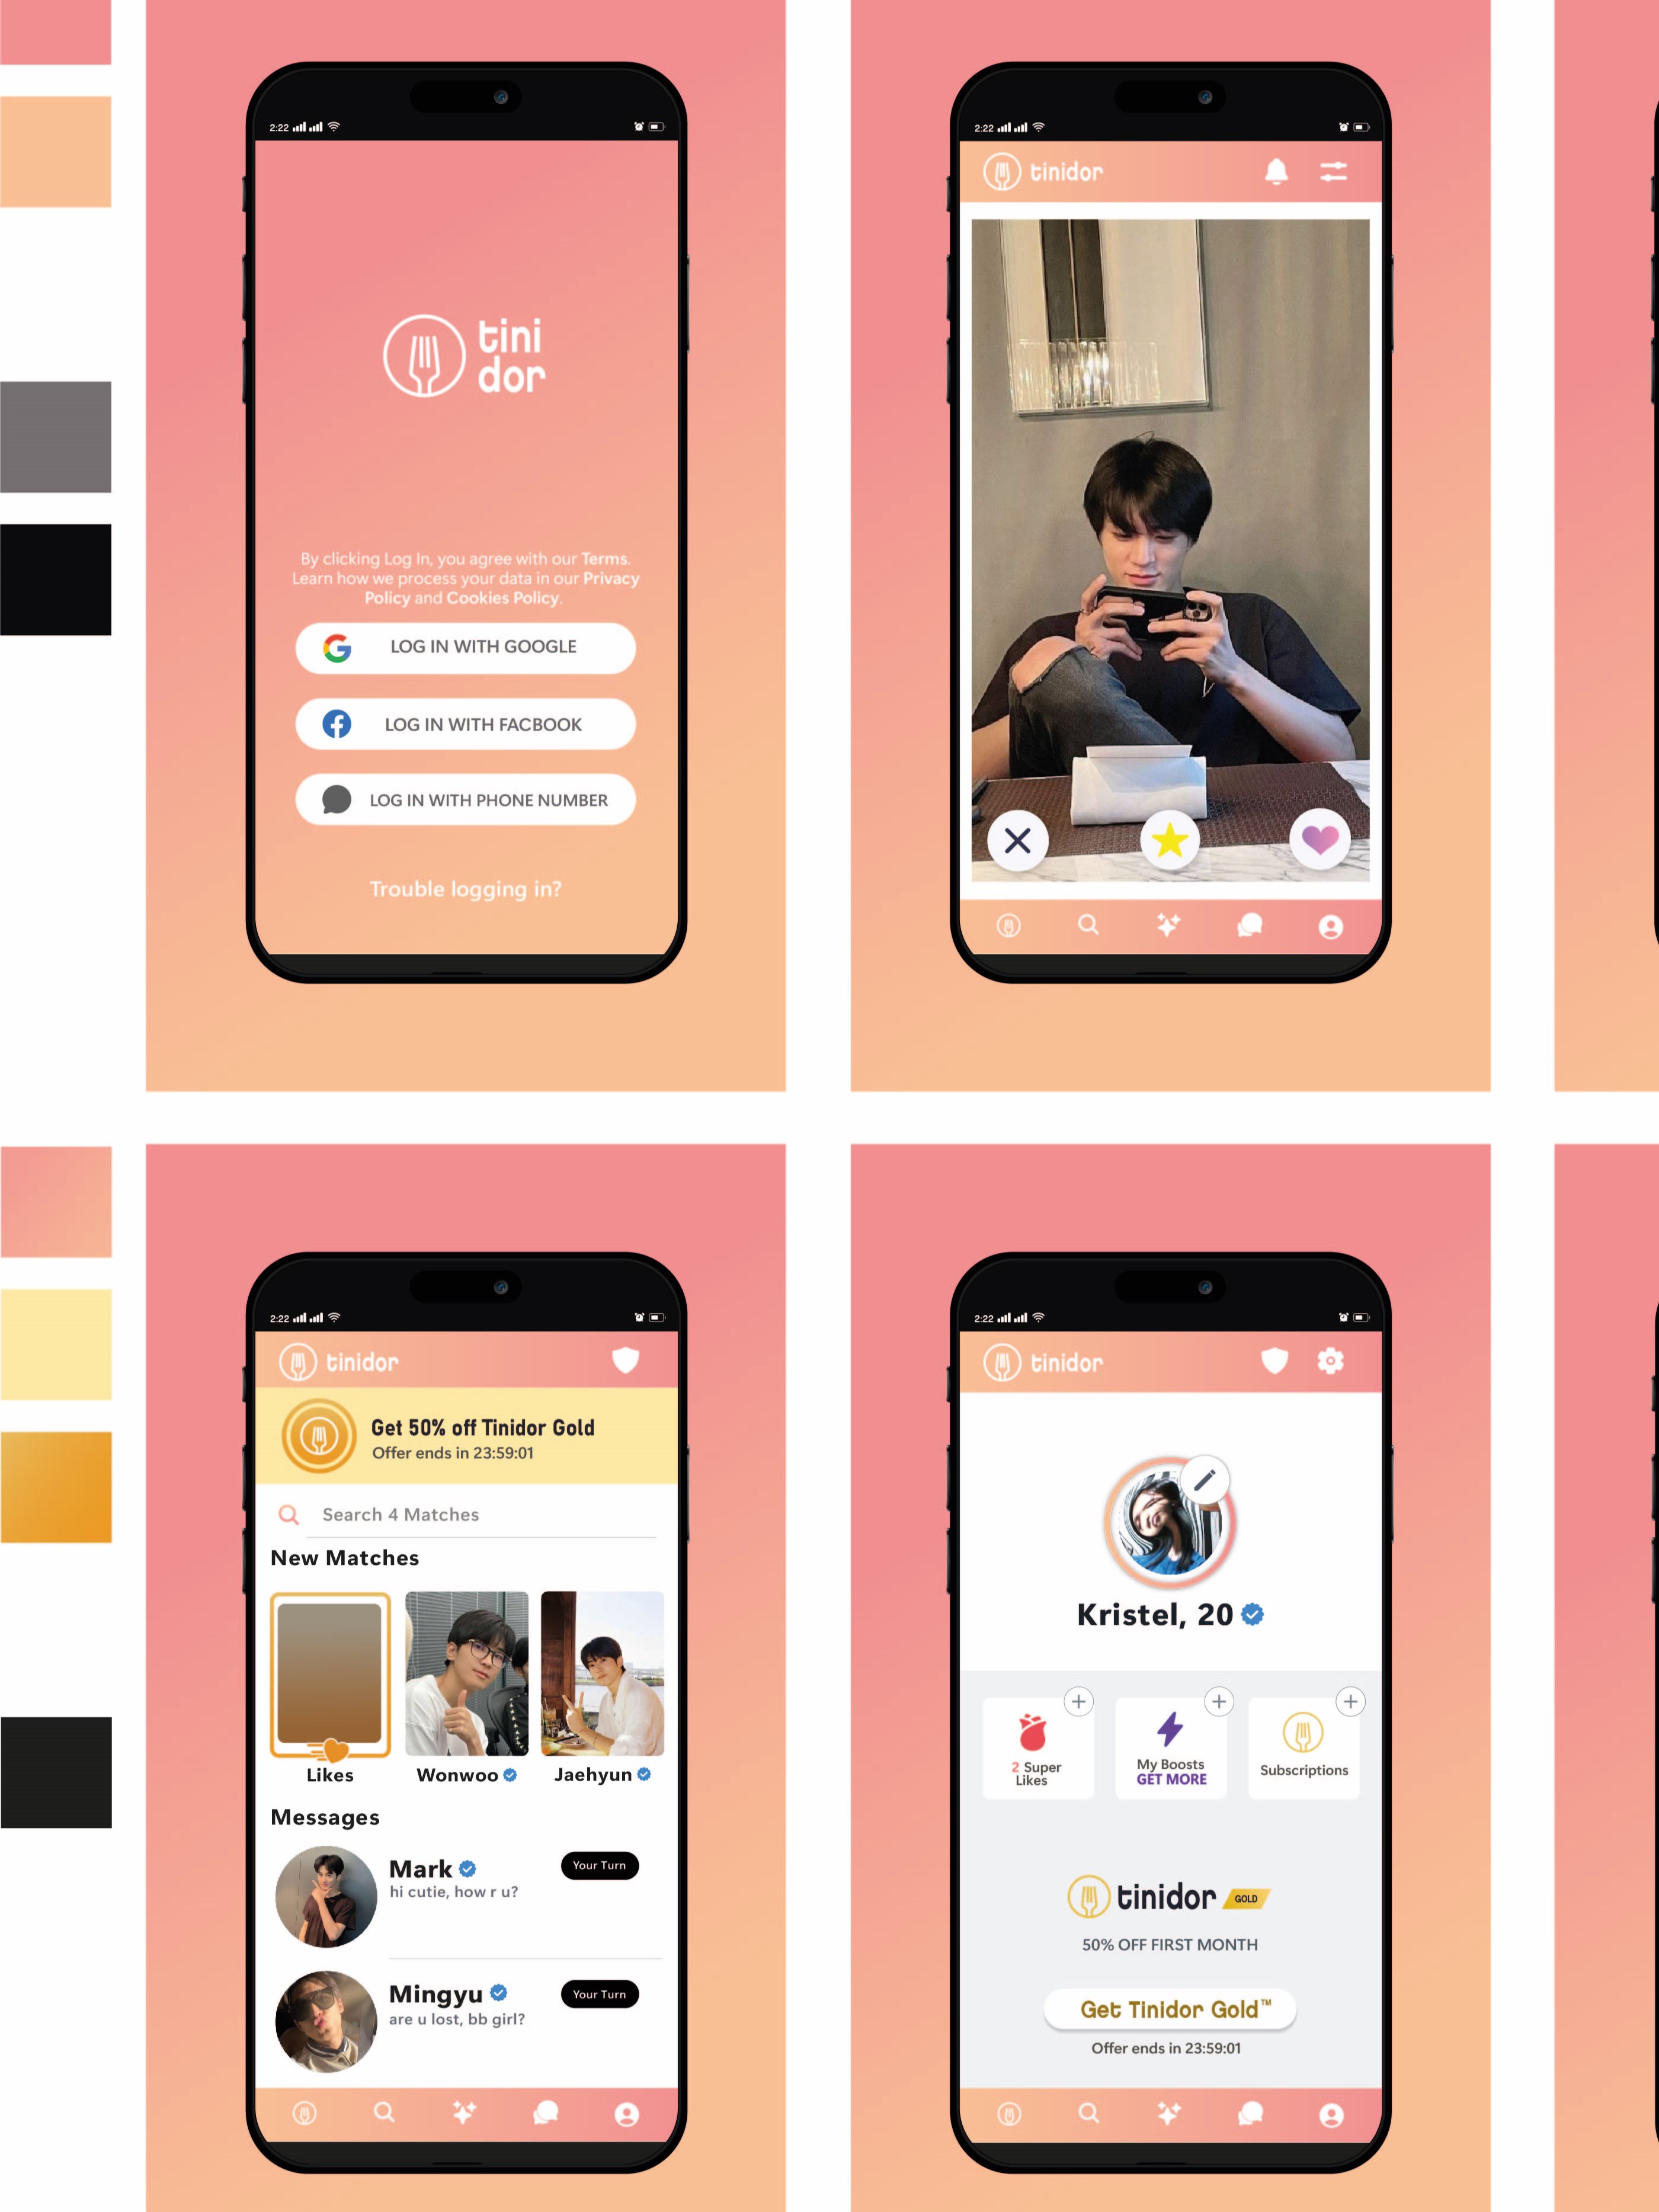 2:22
tini
dor
By clicking Log In, you agree with our Terms.
Learn how we process your data in our Privacy
Policy and Cookies Policy.
LOG IN WITH GOOGLE
LOG IN WITH FACBOOK
LOG IN WITH PHONE NUMBER
Trouble logging in?
2:22
tinidor
2:22
tinidor
Get 50% off Tinidor Gold
Offer ends in 23:59:01
Search 4 Matches
New Matches
Likes
Wonwoo
Jaehyun
Messages
Mark
hi cutie, how r u?
Your Turn
Mingyu
are u lost, bb girl?
Your Turn
2:22
tinidor
Kristel, 20
2 Super
Likes
My Boosts
GET MORE
Subscriptions
tinidor GOLD
50% OFF FIRST MONTH
Get Tinidor Gold™
Offer ends in 23:59:01